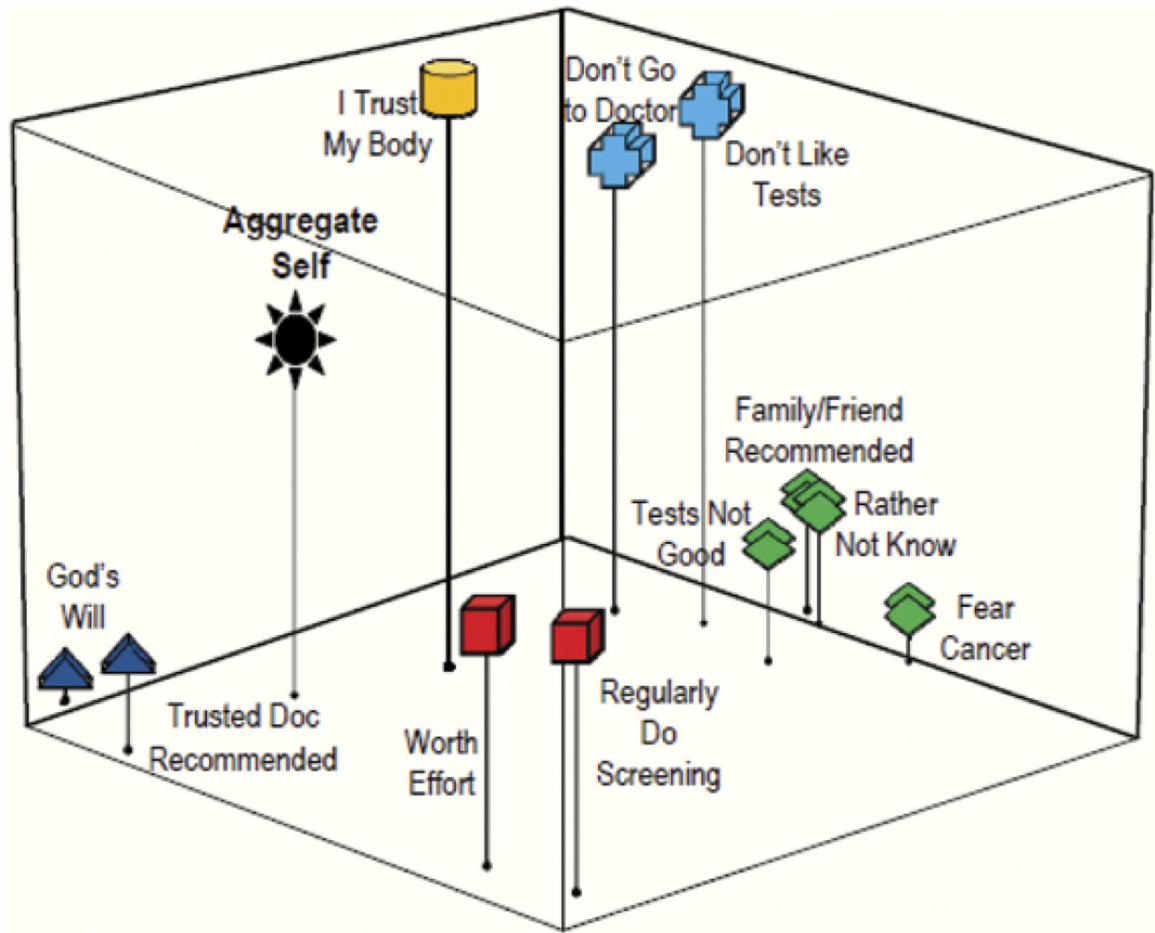 Don't Go
to Doctor
I Trust
My Body
Don't Like
Tests
Aggregate
Self
Family/Friend
Recommended
Tests Not
Good
Rather
Not Know
God's
Will
Fear
Cancer
Trusted Doc
Recommended
Worth
Effort
Regularly
Do
Screening